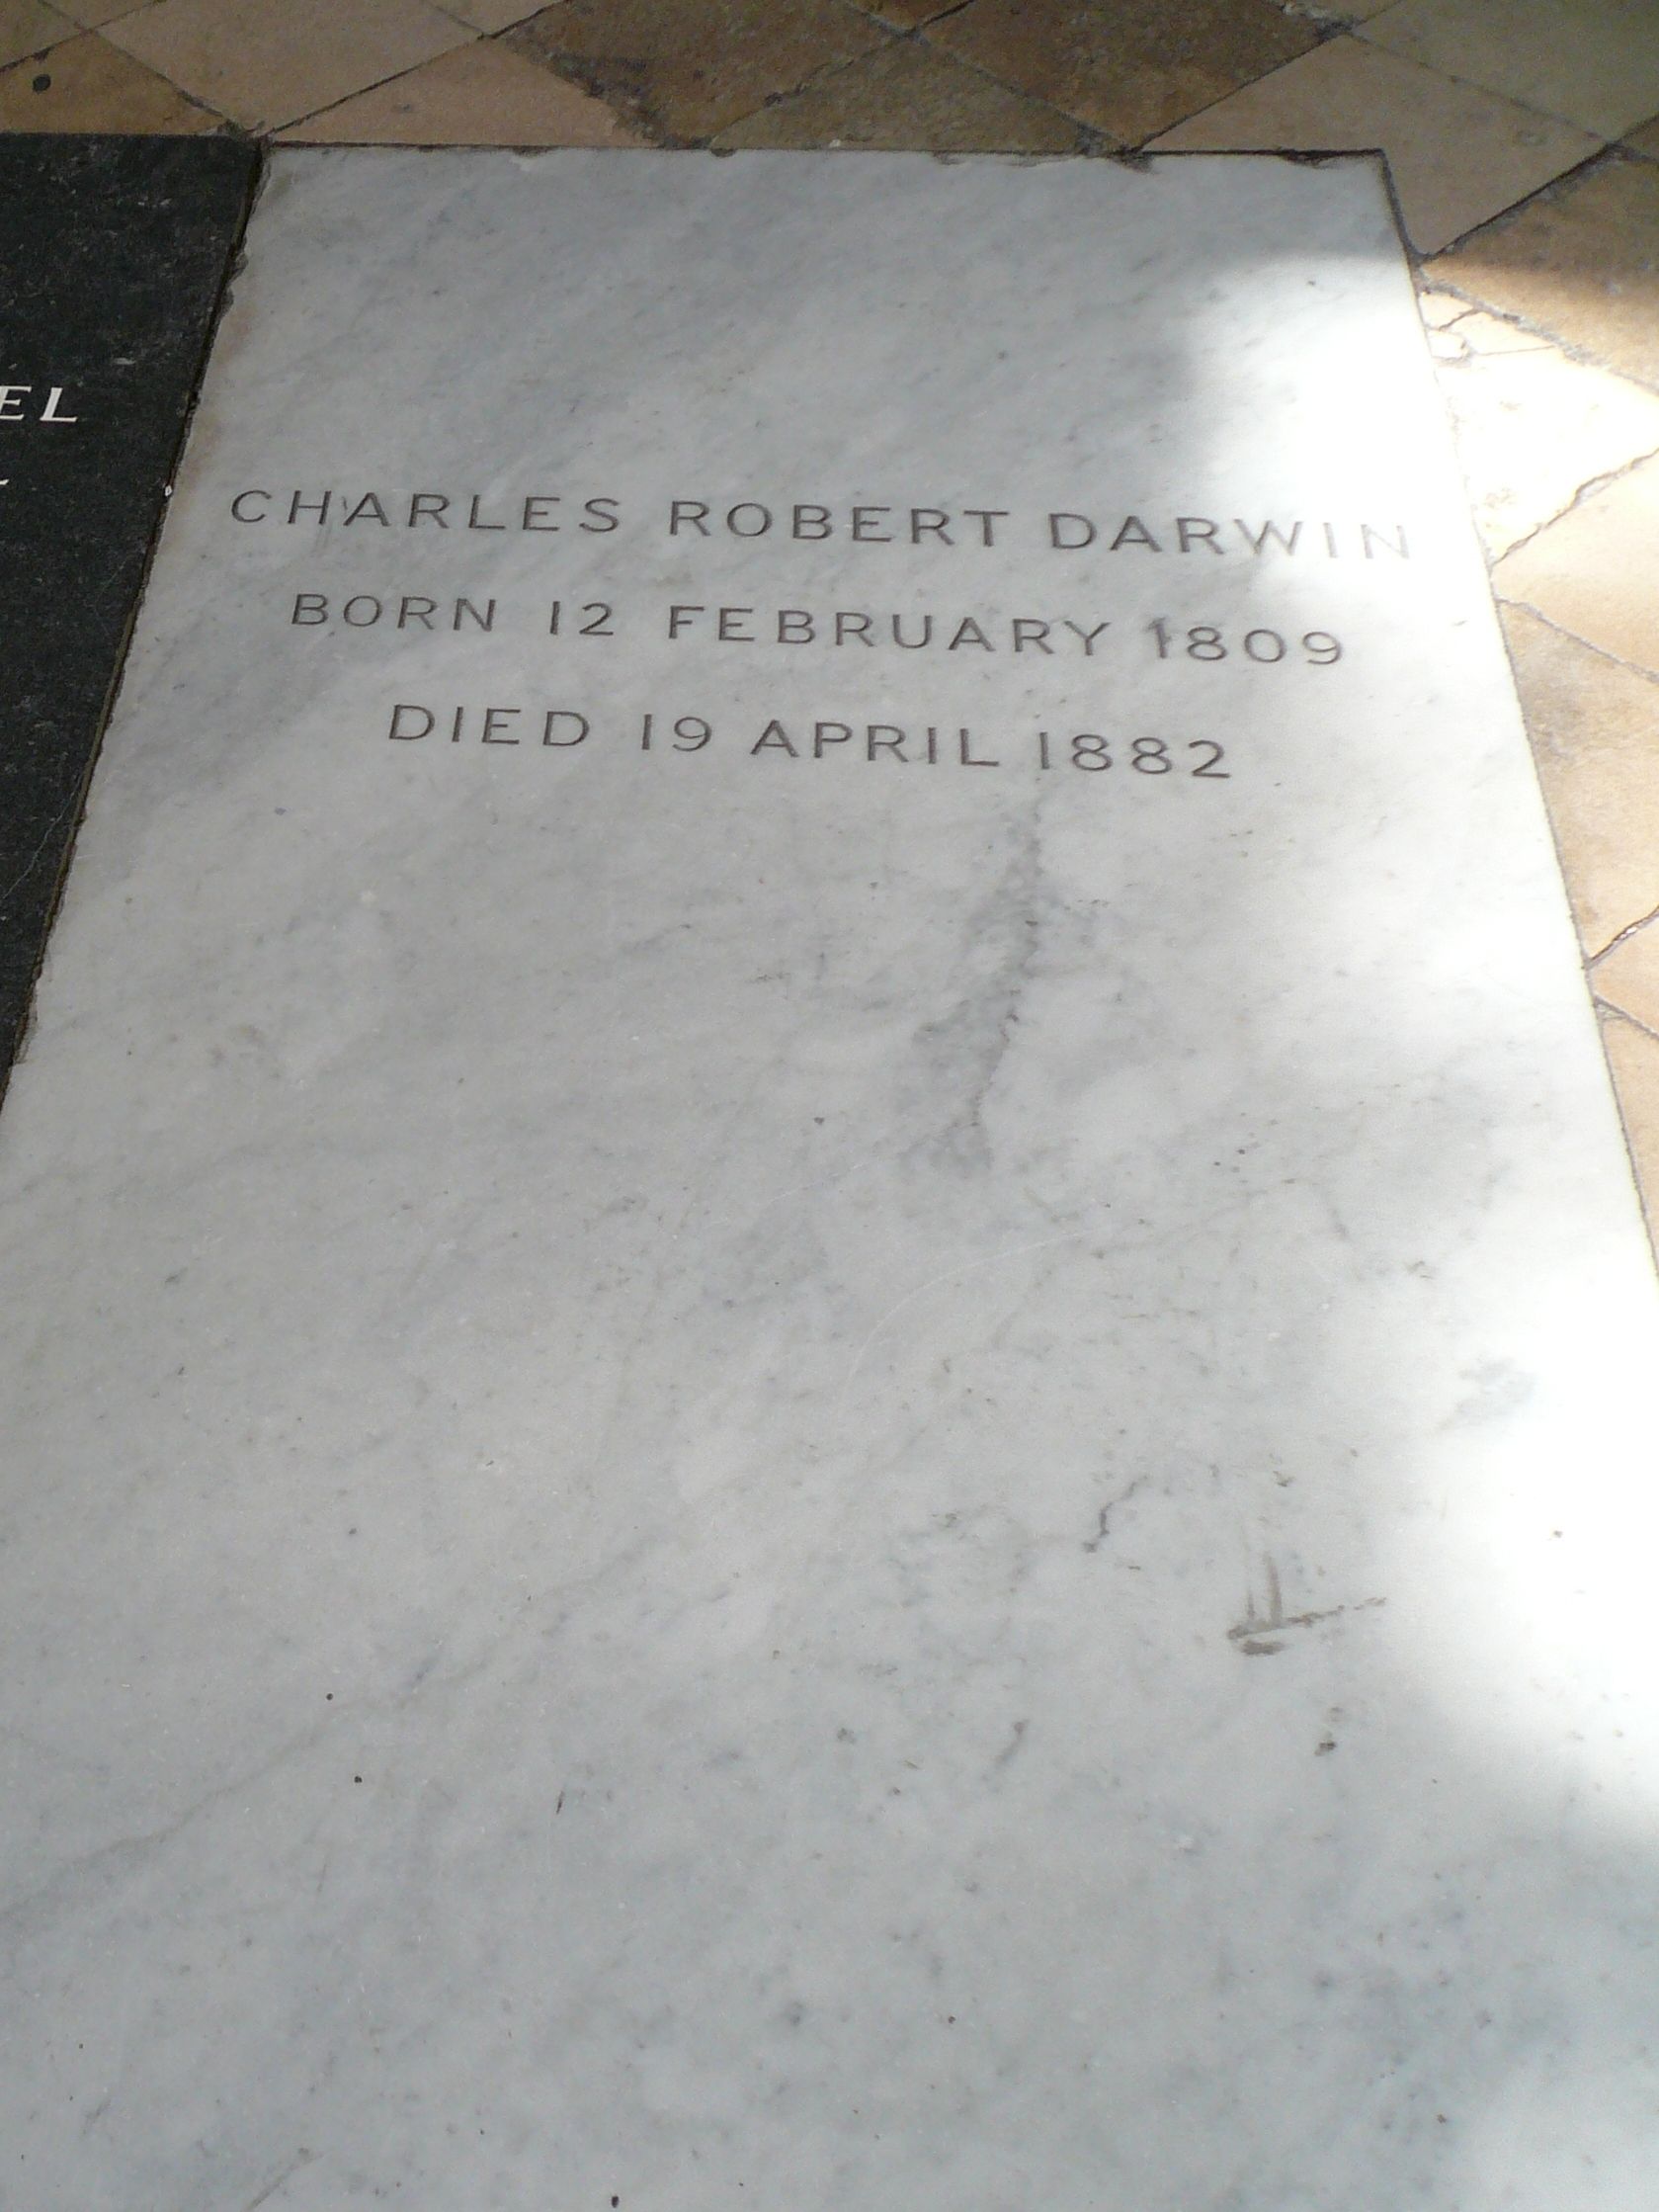 EL
CHARLES ROBERT DARWIN
BORN 12 FEBRUARY 1809
DIED 19 APRIL 1882